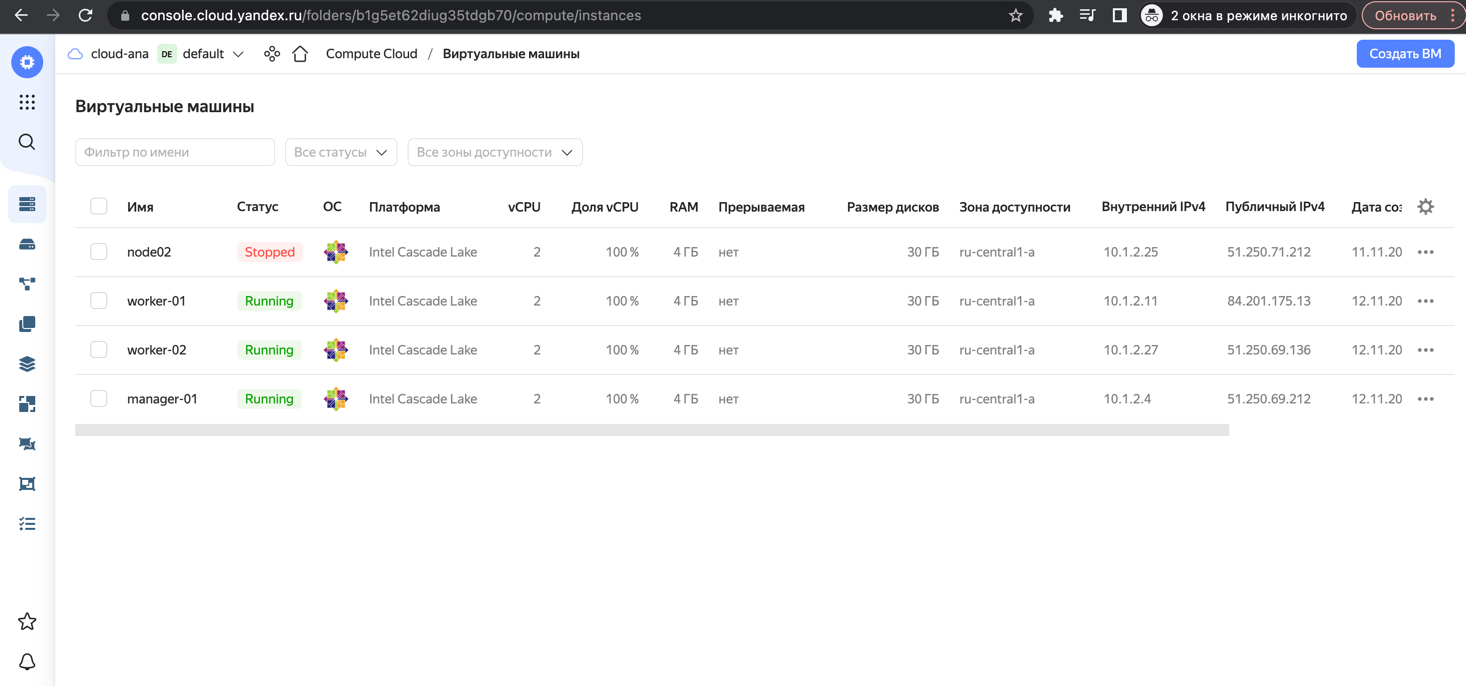 console.cloud.yandex.ru/folders/b1g5et62diug35tdgb70/compute/instances 2 окна в режиме инкогнито Обновить
cloud-ana DE default Compute Cloud / Виртуальные машины Создать ВМ
Виртуальные машины
Фильтр по имени Все статусы Все зоны доступности
Имя Статус ОС Платформа vCPU Доля vCPU RAM Прерываемая Размер дисков Зона доступности Внутренний IPv4 Публичный IPv4 Дата соз
node02 Stopped Intel Cascade Lake 2 100 % 4 ГБ нет 30 ГБ ru-central1-a 10.1.2.25 51.250.71.212 11.11.20
worker-01 Running Intel Cascade Lake 2 100 % 4 ГБ нет 30 ГБ ru-central1-a 10.1.2.11 84.201.175.13 12.11.20
worker-02 Running Intel Cascade Lake 2 100 % 4 ГБ нет 30 ГБ ru-central1-a 10.1.2.27 51.250.69.136 12.11.20
manager-01 Running Intel Cascade Lake 2 100 % 4 ГБ нет 30 ГБ ru-central1-a 10.1.2.4 51.250.69.212 12.11.20